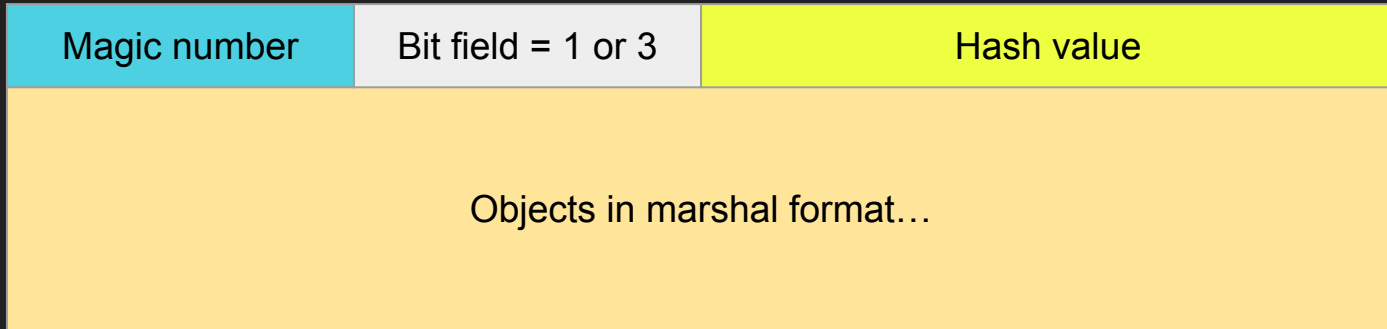 Magic number
Bit field = 1 or 3
Hash value
Objects in marshal format…